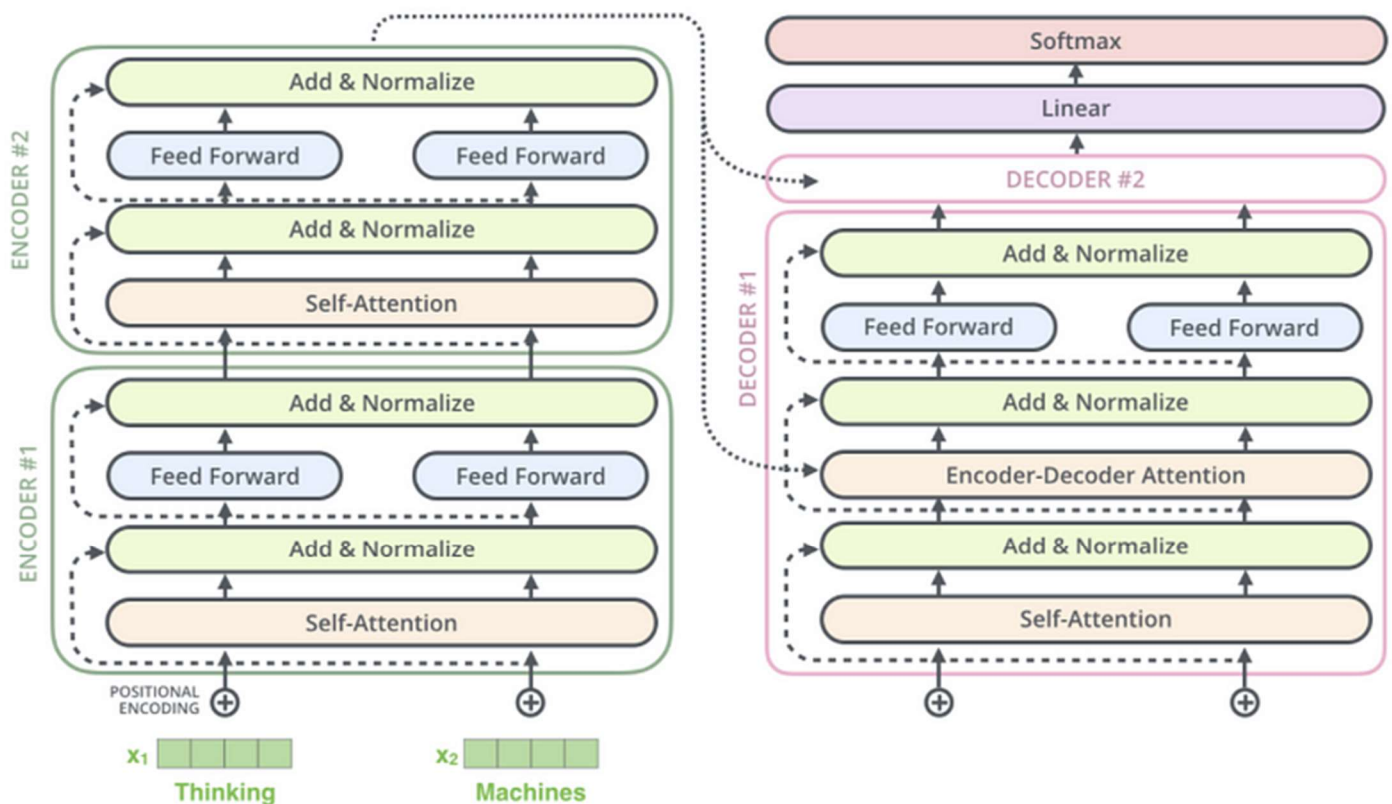 ENCODER #2
Add & Normalize
Feed Forward Feed Forward
Add & Normalize
Self-Attention
ENCODER #1
Add & Normalize
Feed Forward Feed Forward
Add & Normalize
Self-Attention
POSITIONAL
ENCODING
x1 x2
Thinking Machines
Softmax
Linear
DECODER #2
DECODER #1
Add & Normalize
Feed Forward Feed Forward
Add & Normalize
Encoder-Decoder Attention
Add & Normalize
Self-Attention